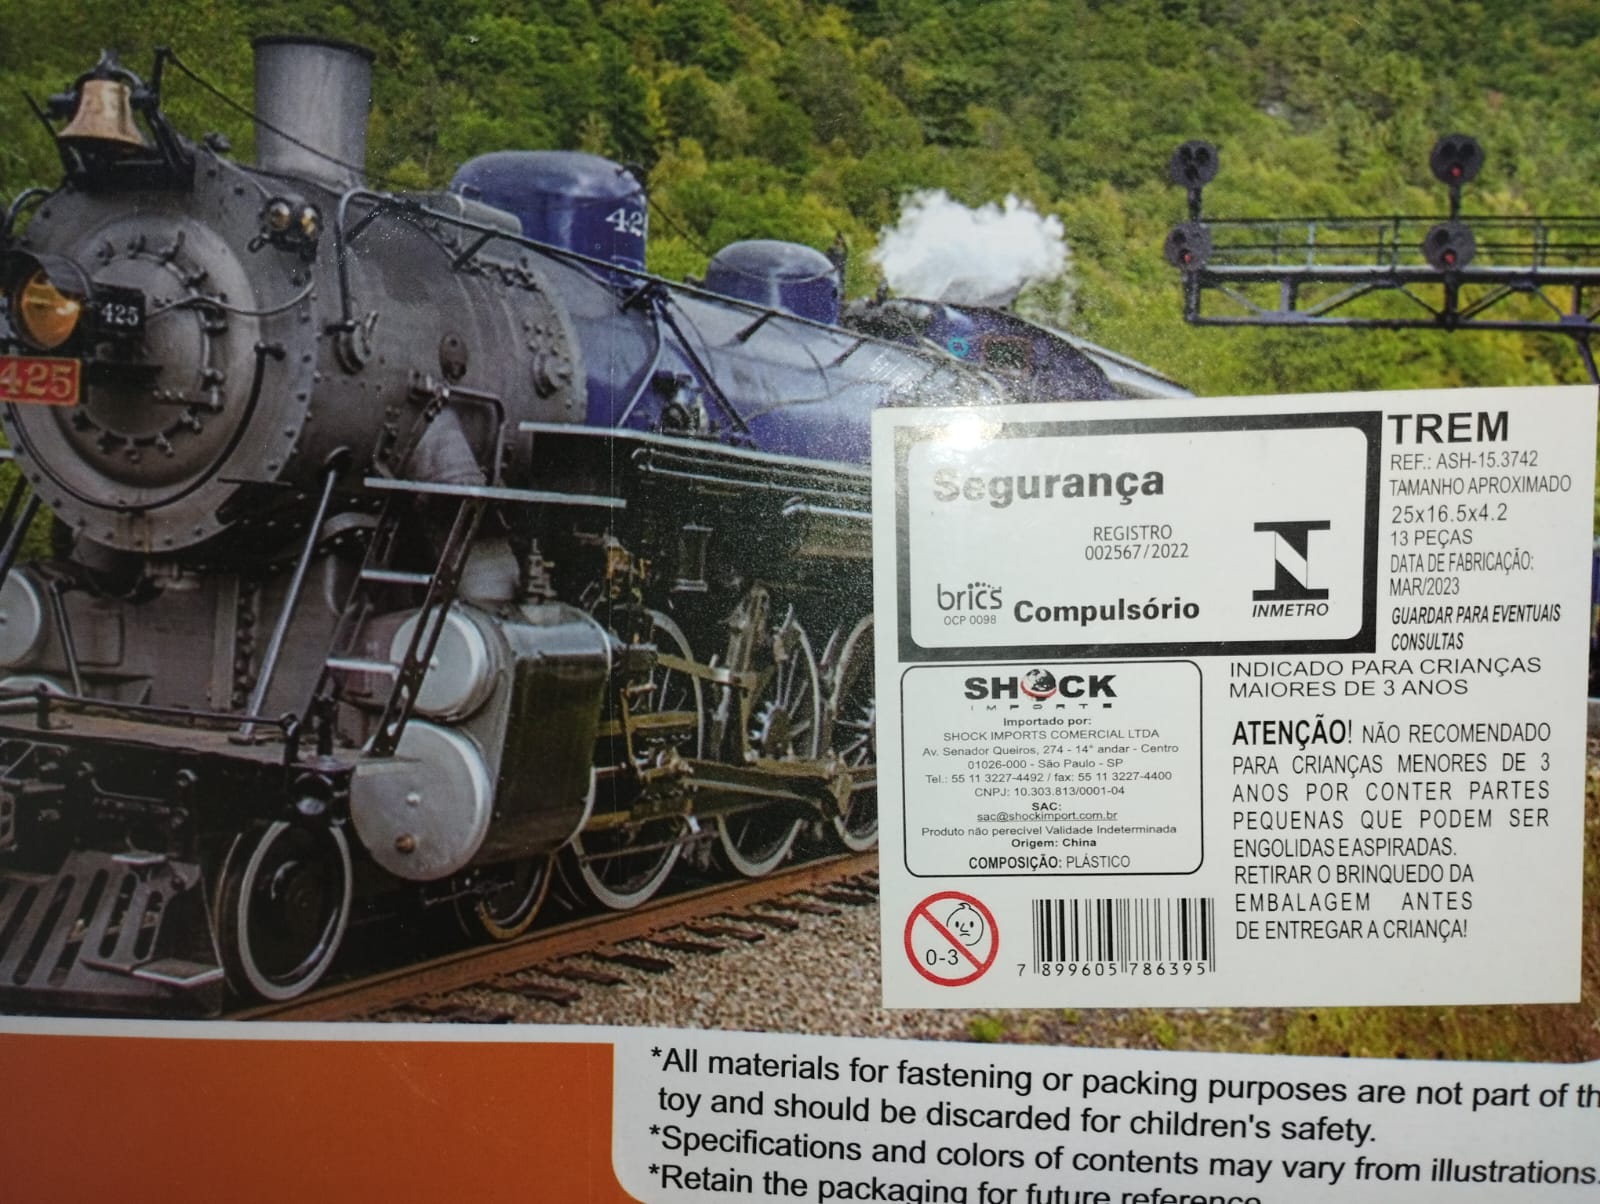 425
425
425
Segurança
REGISTRO
002567/2022
brics
OCP 0098
Compulsório
INMETRO
TREM
REF.: ASH-15.3742
TAMANHO APROXIMADO
25x16.5x4.2
13 PEÇAS
DATA DE FABRICAÇÃO:
MAR/2023
GUARDAR PARA EVENTUAIS
CONSULTAS
INDICADO PARA CRIANÇAS
MAIORES DE 3 ANOS
SHOCK
IMPORTS
Importado por:
SHOCK IMPORTS COMERCIAL LTDA
Av. Senador Queiros, 274 - 14° andar - Centro
01026-000 - São Paulo - SP
Tel.: 55 11 3227-4492 / fax: 55 11 3227-4400
CNPJ: 10.303.813/0001-04
SAC:
sac@shockimport.com.br
Produto não perecivel Validade Indeterminada
Origem: China
COMPOSIÇÃO: PLÁSTICO
ATENÇÃO! NÃO RECOMENDADO
PARA CRIANÇAS MENORES DE 3
ANOS POR CONTER PARTES
PEQUENAS QUE PODEM SER
ENGOLIDAS E ASPIRADAS.
RETIRAR O BRINQUEDO DA
EMBALAGEM ANTES
DE ENTREGAR A CRIANÇA!
0-3
7 899605 786395
*All materials for fastening or packing purposes are not part of th
toy and should be discarded for children's safety.
*Specifications and colors of contents may vary from illustrations.
*Retain the packaging for future reference